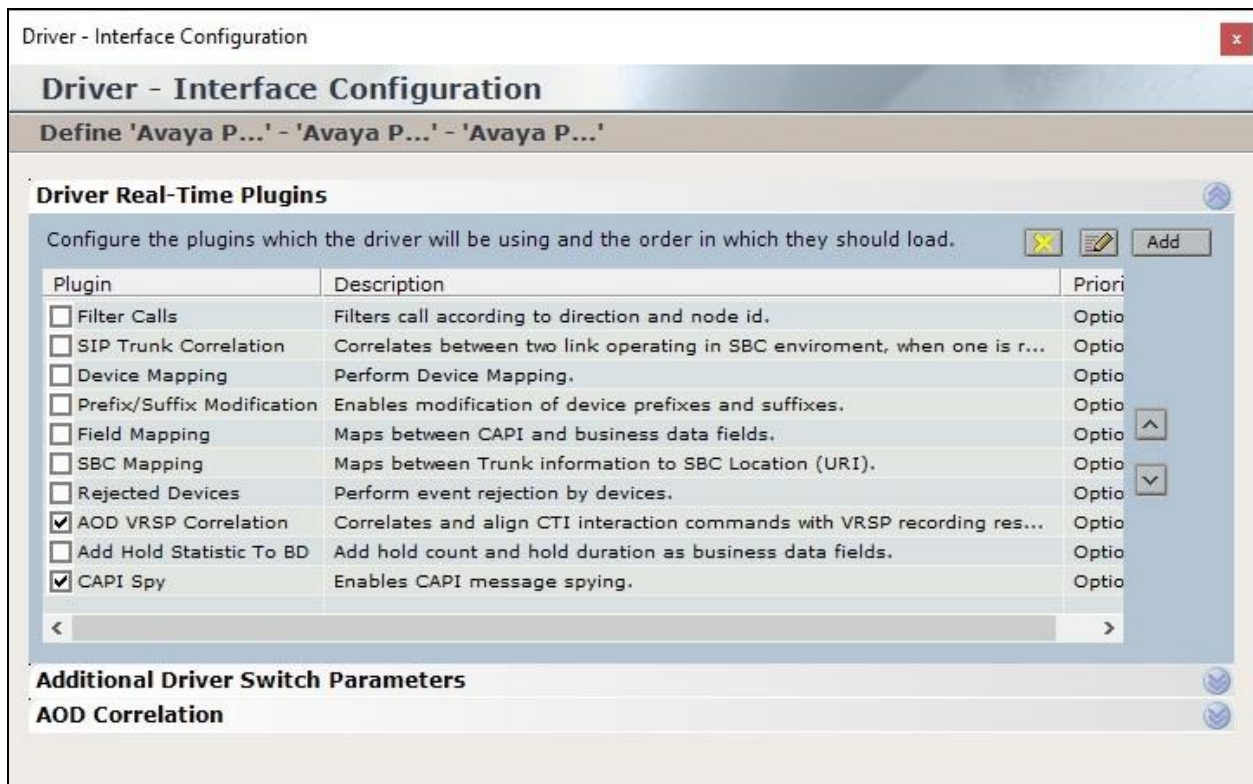 Driver - Interface Configuration
x
Driver - Interface Configuration
Define 'Avaya P...' - 'Avaya P...' - 'Avaya P...'
Driver Real-Time Plugins
Configure the plugins which the driver will be using and the order in which they should load. Add
Plugin Description Priori
Filter Calls Filters call according to direction and node id. Optio
SIP Trunk Correlation Correlates between two link operating in SBC enviroment, when one is r... Optio
Device Mapping Perform Device Mapping. Optio
Prefix/Suffix Modification Enables modification of device prefixes and suffixes. Optio
Field Mapping Maps between CAPI and business data fields. Optio
SBC Mapping Maps between Trunk information to SBC Location (URI). Optio
Rejected Devices Perform event rejection by devices. Optio
AOD VRSP Correlation Correlates and align CTI interaction commands with VRSP recording res... Optio
Add Hold Statistic To BD Add hold count and hold duration as business data fields. Optio
CAPI Spy Enables CAPI message spying. Optio
Additional Driver Switch Parameters
AOD Correlation